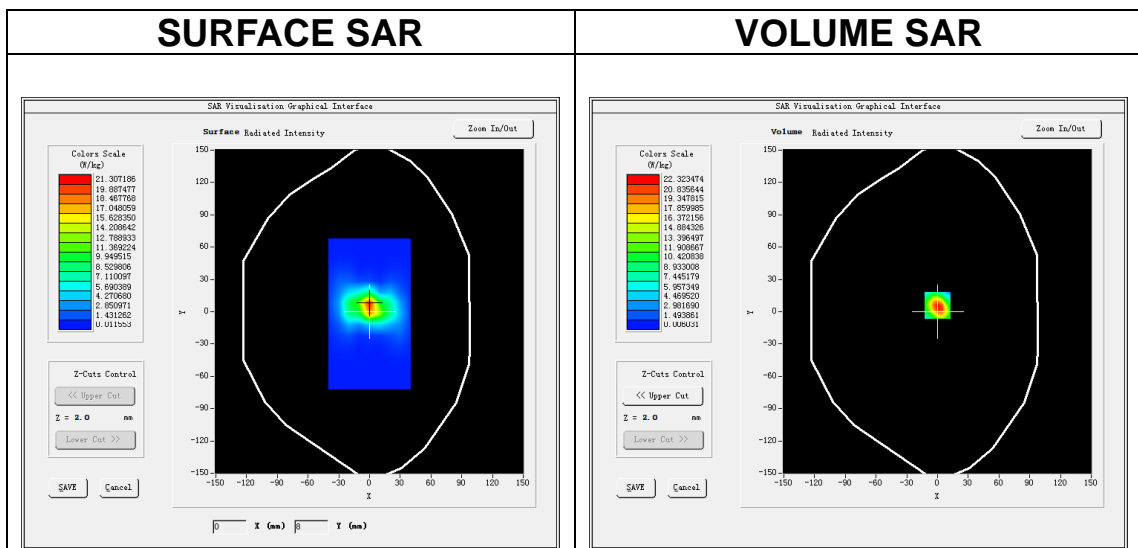 SURFACE SAR
VOLUME SAR
SAR Visualisation Graphical Interface
Surface Radiated Intensity
Zoom In/Out
Colors Scale
(W/kg)
21.307186
19.887477
18.467768
17.048059
15.628350
14.208642
12.788933
11.369224
9.949515
8.529806
7.110097
5.690389
4.270680
2.850971
1.431262
0.011553
Z-Cuts Control
<< Upper Cut
Z = 2.0 mm
Lower Cut >>
SAVE
Cancel
Y
150
120
90
60
30
0
-30
-60
-90
-120
-150
-150 -120 -90 -60 -30 0 30 60 90 120 150
X
0 X (mm) 8 Y (mm)
SAR Visualisation Graphical Interface
Volume Radiated Intensity
Zoom In/Out
Colors Scale
(W/kg)
22.323474
20.835644
19.347815
17.859985
16.372156
14.884326
13.396497
11.908667
10.420838
8.933008
7.445179
5.957349
4.469520
2.981690
1.493861
0.006031
Z-Cuts Control
<< Upper Cut
Z = 2.0 mm
Lower Cut >>
SAVE
Cancel
Y
150
120
90
60
30
0
-30
-60
-90
-120
-150
-150 -120 -90 -60 -30 0 30 60 90 120 150
X